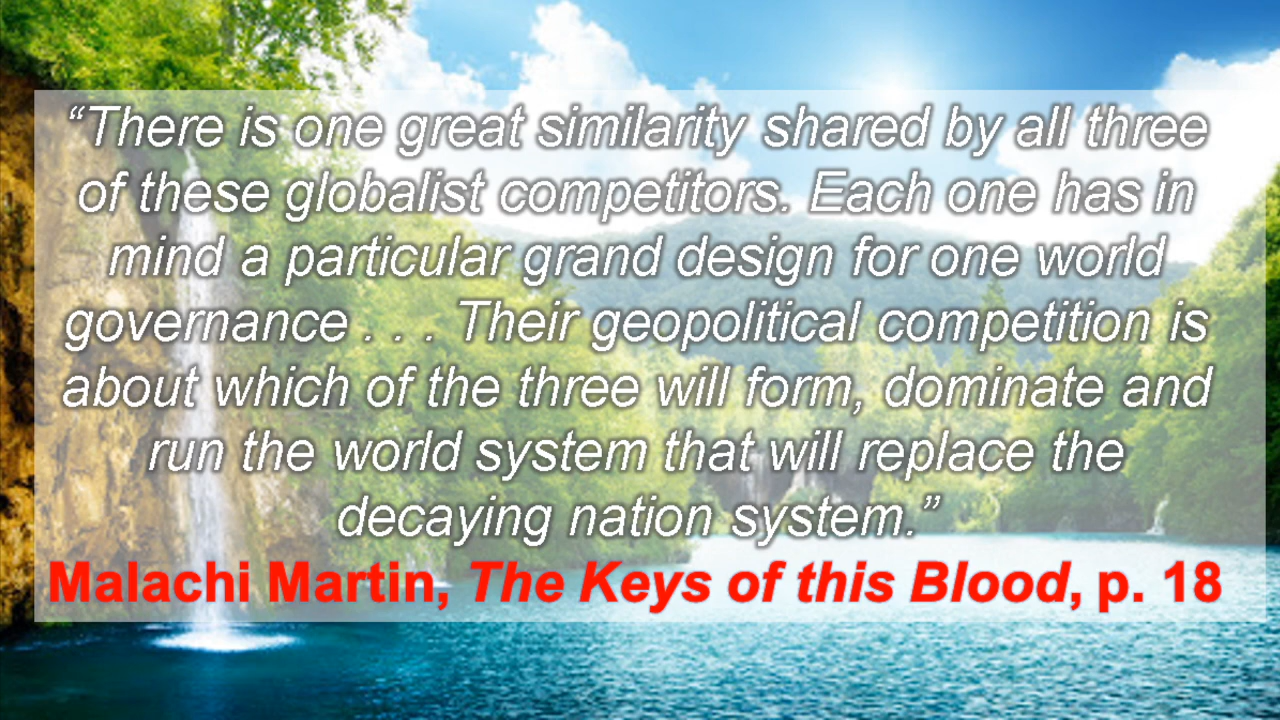 “There is one great similarity shared by all three
of these globalist competitors. Each one has in
mind a particular grand design for one world
governance . . . Their geopolitical competition is
about which of the three will form, dominate and
run the world system that will replace the
decaying nation system.”
Malachi Martin, The Keys of this Blood, p. 18